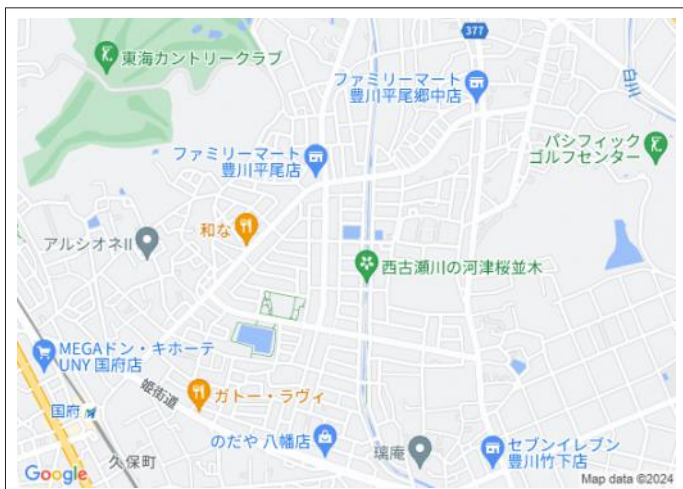 377
東海カントリークラブ
ファミリーマート
豊川平尾郷中店
白川
パシフィック
ゴルフセンター
ファミリーマート
豊川平尾店
和な
アルシオネII
西古瀬川の河津桜並木
MEGAドン・キホーテ
UNY 国府店
姫街道
ガトー・ラヴィ
国府
のだや 八幡店
久保町
璃庵
セブンイレブン
豊川竹下店
Google
Map data ©2024